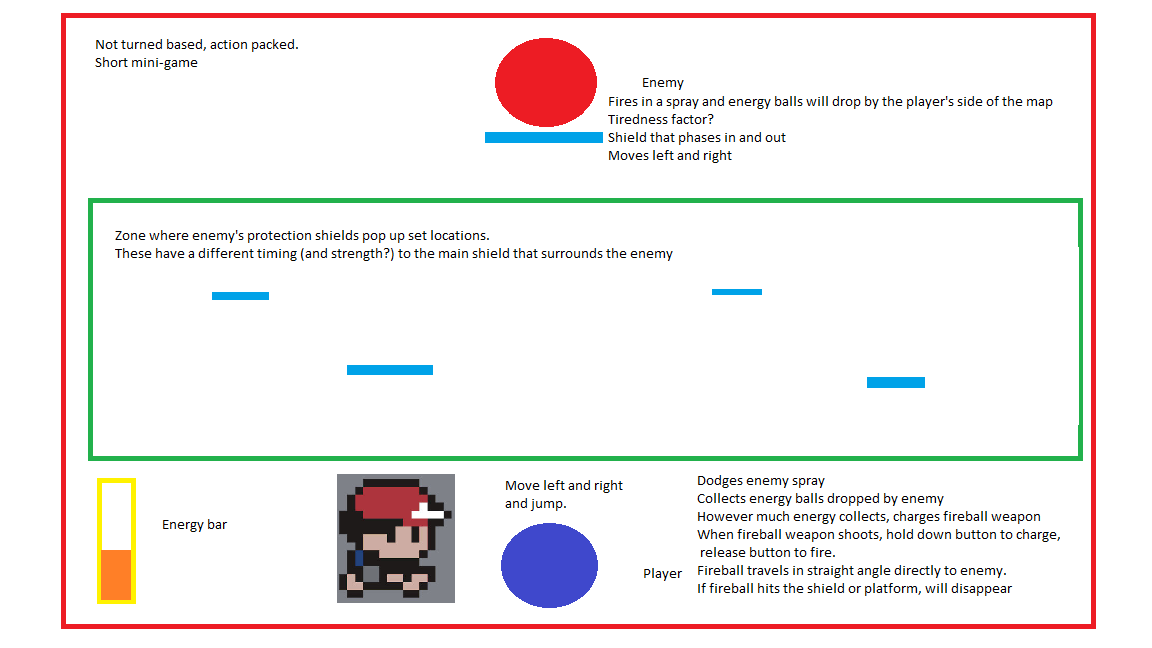 Not turned based, action packed.
Short mini-game
Enemy
Fires in a spray and energy balls will drop by the player's side of the map
Tiredness factor?
Shield that phases in and out
Moves left and right
Zone where enemy's protection shields pop up set locations.
These have a different timing (and strength?) to the main shield that surrounds the enemy
Energy bar
Move left and right
and jump.
Player
Dodges enemy spray
Collects energy balls dropped by enemy
However much energy collects, charges fireball weapon
When fireball weapon shoots, hold down button to charge,
release button to fire.
Fireball travels in straight angle directly to enemy.
If fireball hits the shield or platform, will disappear